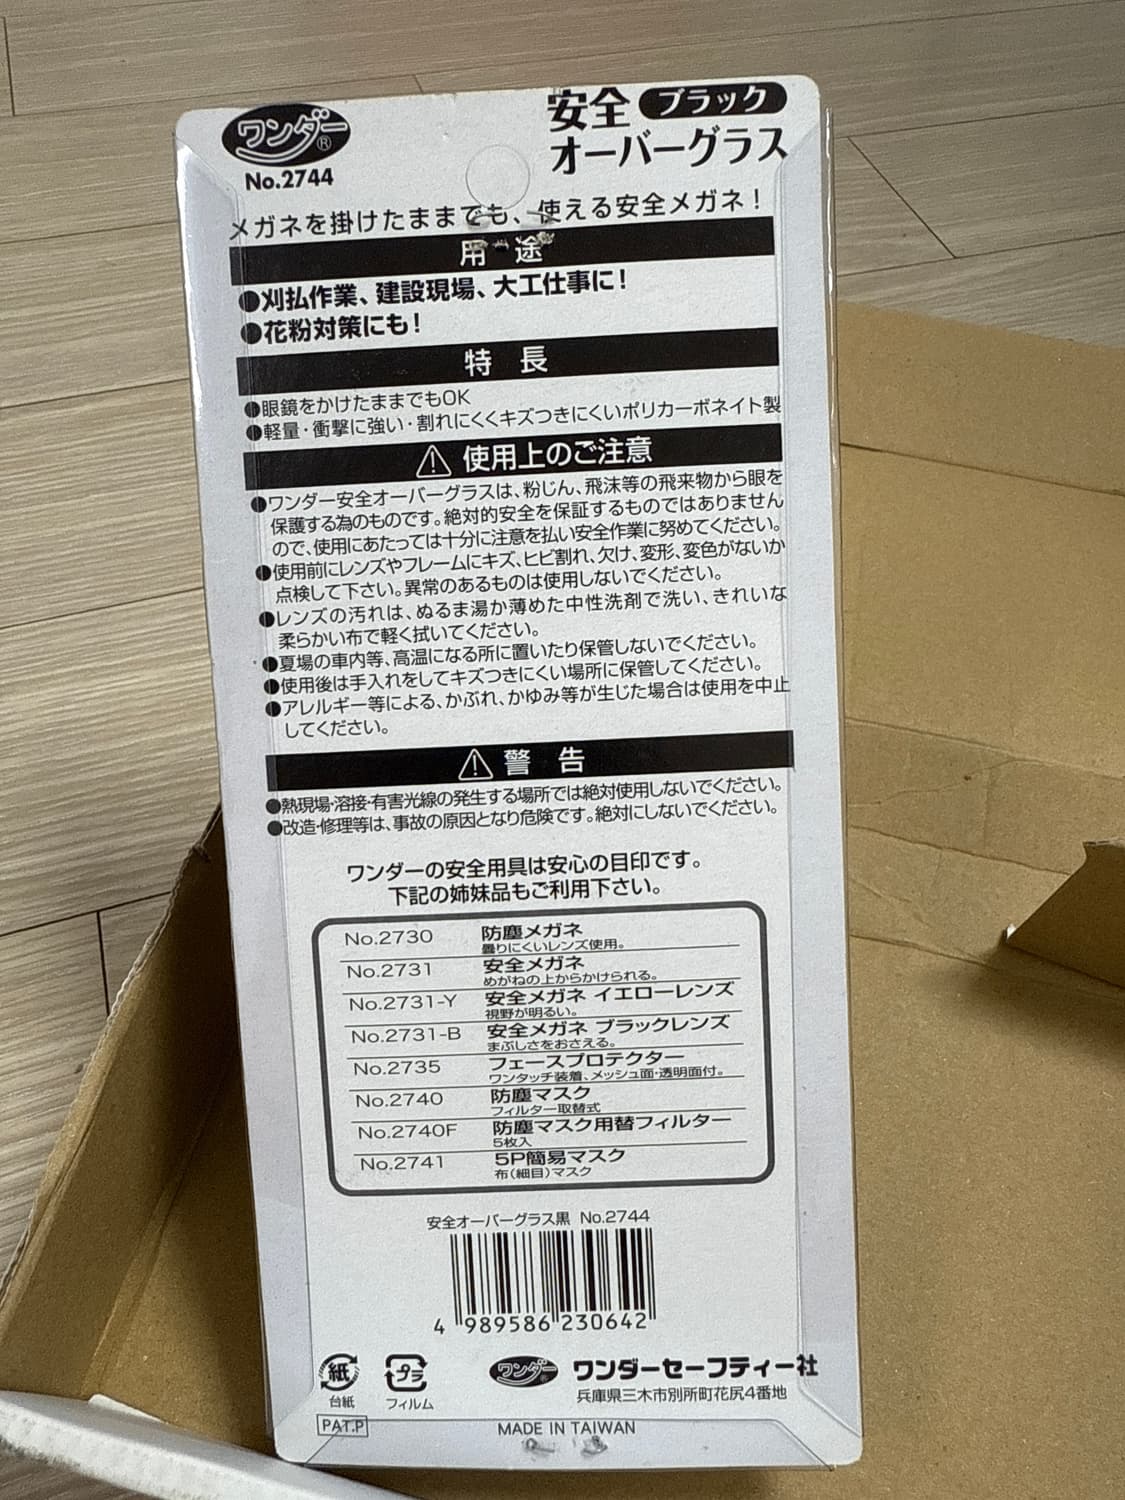 ワンダー®
No.2744
安全 ブラック
オーバーグラス
メガネを掛けたままでも、使える安全メガネ！
用途
●刈払作業、建設現場、大工仕事に！
●花粉対策にも！
特長
●眼鏡をかけたままでもOK
●軽量・衝撃に強い・割れにくくキズつきにくいポリカーボネイト製
⚠ 使用上のご注意
●ワンダー安全オーバーグラスは、粉じん、飛沫等の飛来物から眼を
保護する為のものです。絶対的安全を保証するものではありません
ので、使用にあたっては十分に注意を払い安全作業に努めてください。
●使用前にレンズやフレームにキズ、ヒビ割れ、欠け、変形、変色がないか
点検して下さい。異常のあるものは使用しないでください。
●レンズの汚れは、ぬるま湯か薄めた中性洗剤で洗い、きれいな
柔らかい布で軽く拭いてください。
●夏場の車内等、高温になる所に置いたり保管しないでください。
●使用後は手入れをしてキズつきにくい場所に保管してください。
●アレルギー等による、かぶれ、かゆみ等が生じた場合は使用を中止
してください。
⚠ 警告
●熱現場・溶接・有害光線の発生する場所では絶対使用しないでください。
●改造・修理等は、事故の原因となり危険です。絶対にしないでください。
ワンダーの安全用具は安心の目印です。
下記の姉妹品もご利用下さい。
No.2730 防塵メガネ
曇りにくいレンズ使用。
No.2731 安全メガネ
めがねの上からかけられる。
No.2731-Y 安全メガネ イエローレンズ
視野が明るい。
No.2731-B 安全メガネ ブラックレンズ
まぶしさをおさえる。
No.2735 フェースプロテクター
ワンタッチ装着、メッシュ面・透明面付。
No.2740 防塵マスク
フィルター取替式
No.2740F 防塵マスク用替フィルター
5枚入
No.2741 5P簡易マスク
布（細目）マスク
安全オーバーグラス黒 No.2744
4 989586 230642
紙 プラ ワンダー® ワンダーセーフティー社
台紙 フィルム 兵庫県三木市別所町花尻4番地
PAT.P MADE IN TAIWAN